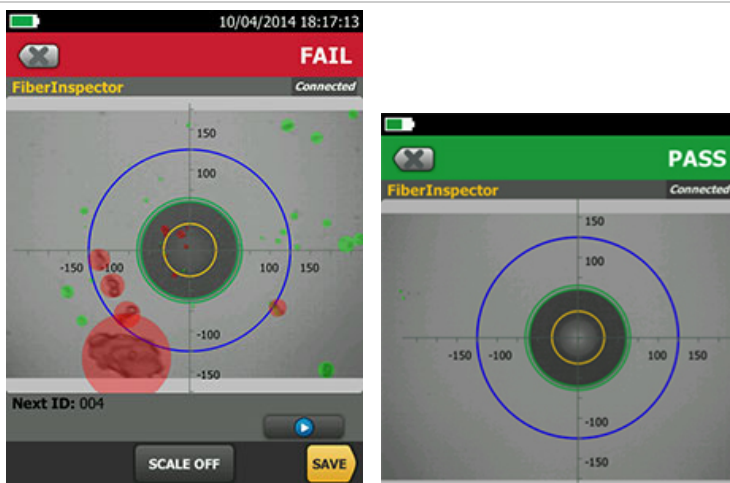 10/04/2014 18:17:13
FAIL
FiberInspector
Connected
150
100
-150 -100 100 150
-100
-150
Next ID: 004
SCALE OFF
SAVE
PASS
FiberInspector
Connected
150
100
-150 -100 100 150
-100
-150